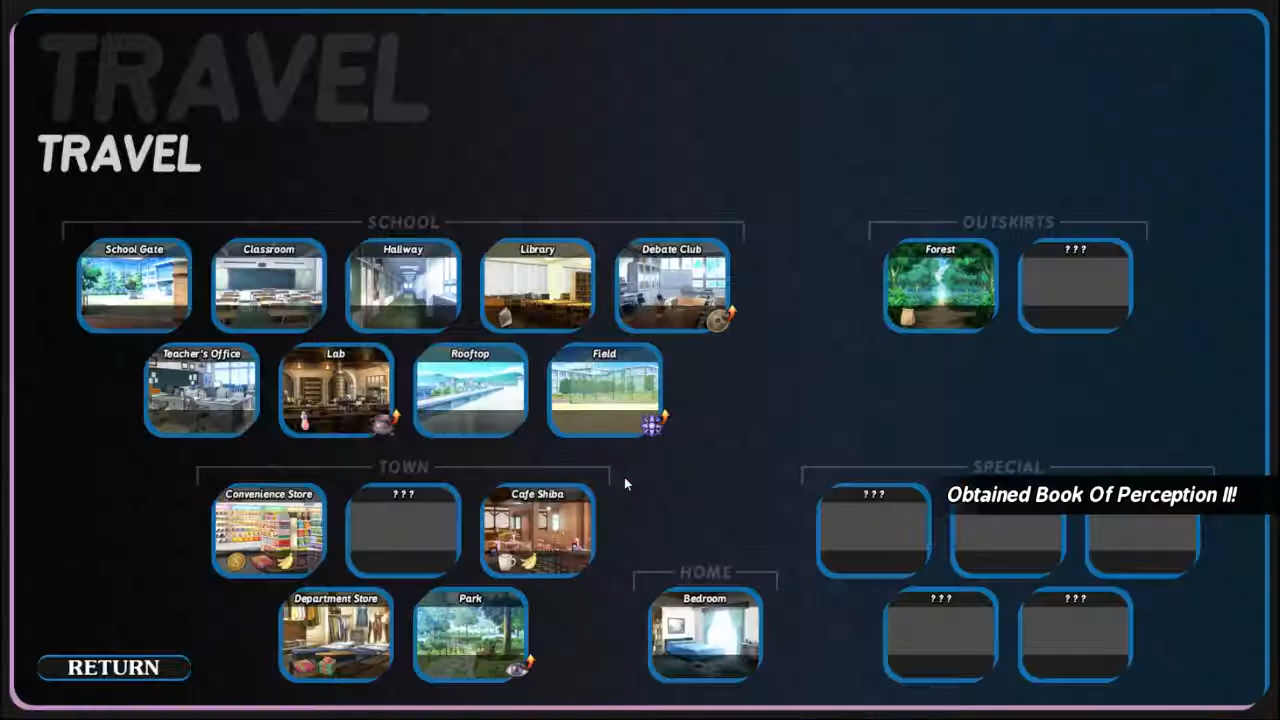 TRAVEL
TRAVEL
SCHOOL
OUTSKIRTS
School Gate
Classroom
Hallway
Library
Debate Club
Forest
? ? ?
Teacher's Office
Lab
Rooftop
Field
TOWN
SPECIAL
Convenience Store
? ? ?
Cafe Shiba
? ? ?
Obtained Book Of Perception II!
HOME
Department Store
Park
Bedroom
? ? ?
? ? ?
RETURN